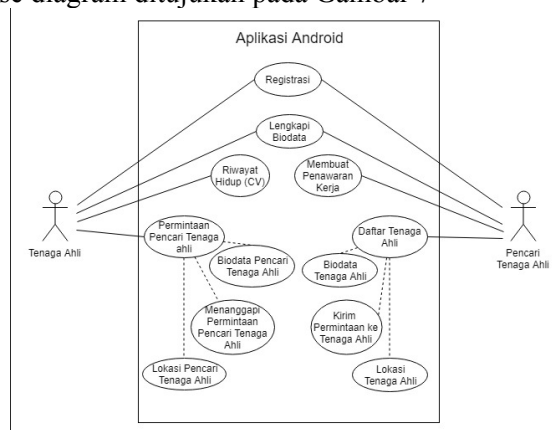 se diagram ditujukan pada Gambar 7
Aplikasi Android
Registrasi
Lengkapi
Biodata
Riwayat
Hidup (CV)
Membuat
Penawaran
Kerja
Tenaga Ahli
Pencari
Tenaga Ahli
Permintaan
Pencari Tenaga
ahli
Daftar Tenaga
Ahli
Biodata Pencari
Tenaga Ahli
Biodata
Tenaga Ahli
Menanggapi
Permintaan
Pencari Tenaga
Ahli
Kirim
Permintaan ke
Tenaga Ahli
Lokasi Pencari
Tenaga Ahli
Lokasi
Tenaga Ahli